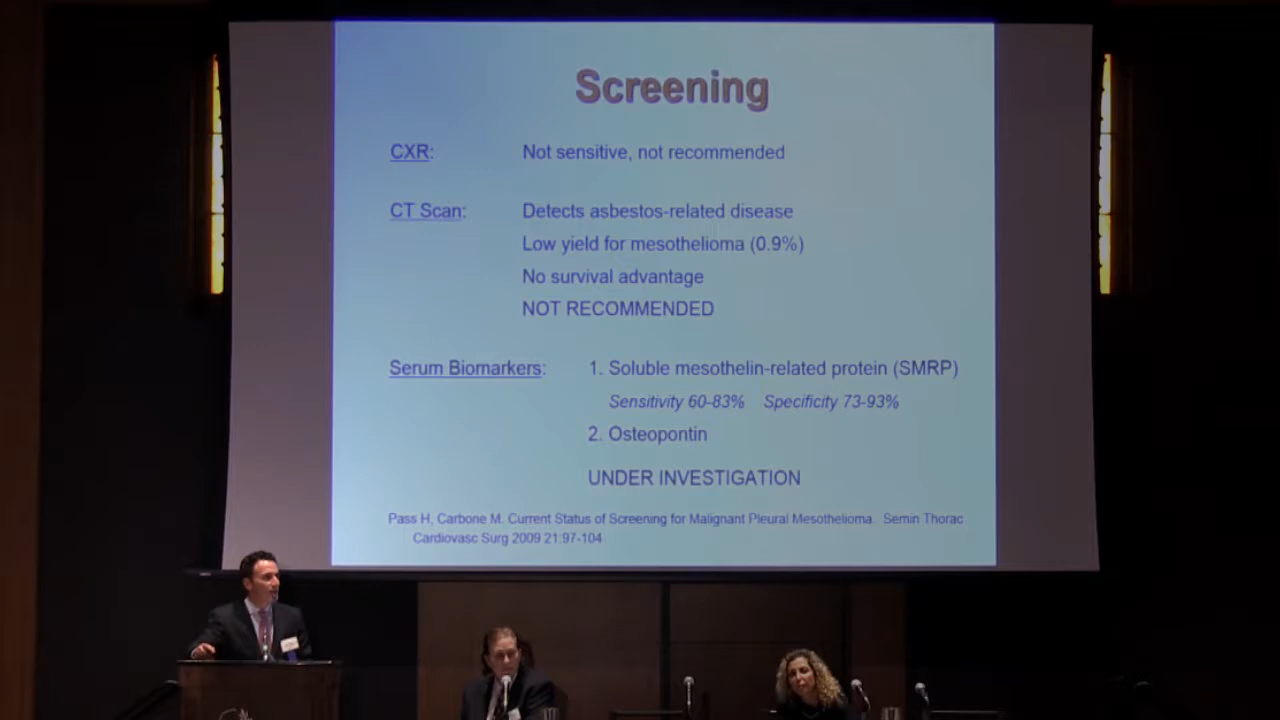 Screening
CXR: Not sensitive, not recommended
CT Scan: Detects asbestos-related disease
Low yield for mesothelioma (0.9%)
No survival advantage
NOT RECOMMENDED
Serum Biomarkers: 1. Soluble mesothelin-related protein (SMRP)
Sensitivity 60-83% Specificity 73-93%
2. Osteopontin
UNDER INVESTIGATION
Pass H, Carbone M. Current Status of Screening for Malignant Pleural Mesothelioma. Semin Thorac
Cardiovasc Surg 2009 21:97-104